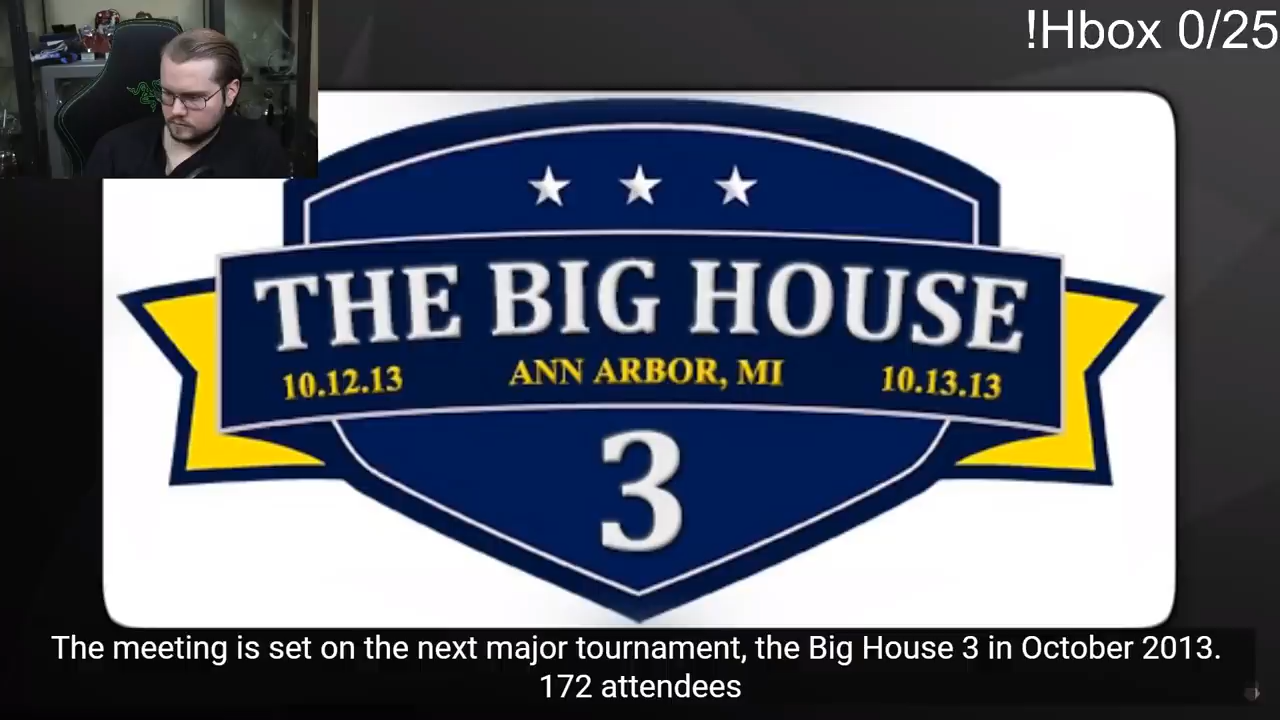 !Hbox 0/25
THE BIG HOUSE
10.12.13 ANN ARBOR, MI 10.13.13
3
The meeting is set on the next major tournament, the Big House 3 in October 2013.
172 attendees